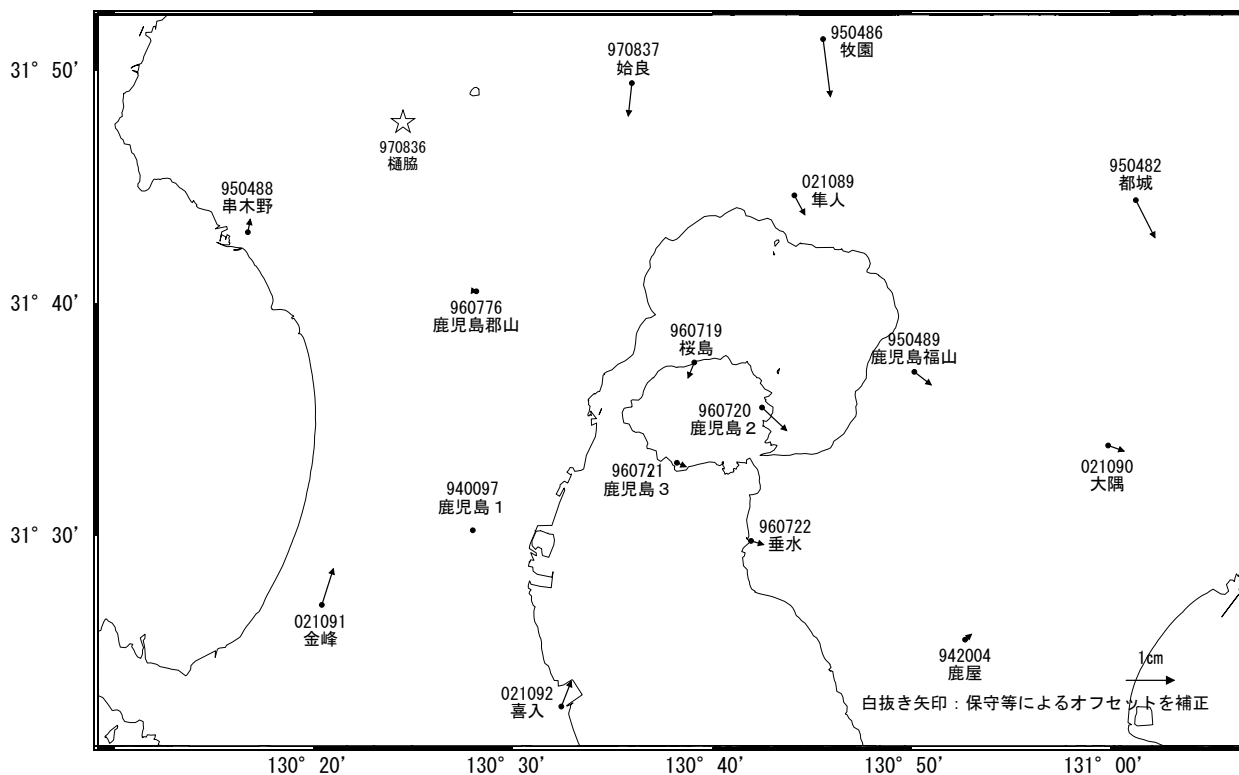 950486
牧園
970837
姶良
31° 50'
970836
樋脇
950482
都城
021089
隼人
950488
串木野
31° 40'
960776
鹿児島郡山
960719
桜島
950489
鹿児島福山
960720
鹿児島２
960721
鹿児島３
021090
大隅
940097
鹿児島１
31° 30'
960722
垂水
021091
金峰
942004
鹿屋
1cm
021092
喜入
白抜き矢印：保守等によるオフセットを補正
130° 20' 130° 30' 130° 40' 130° 50' 131° 00'